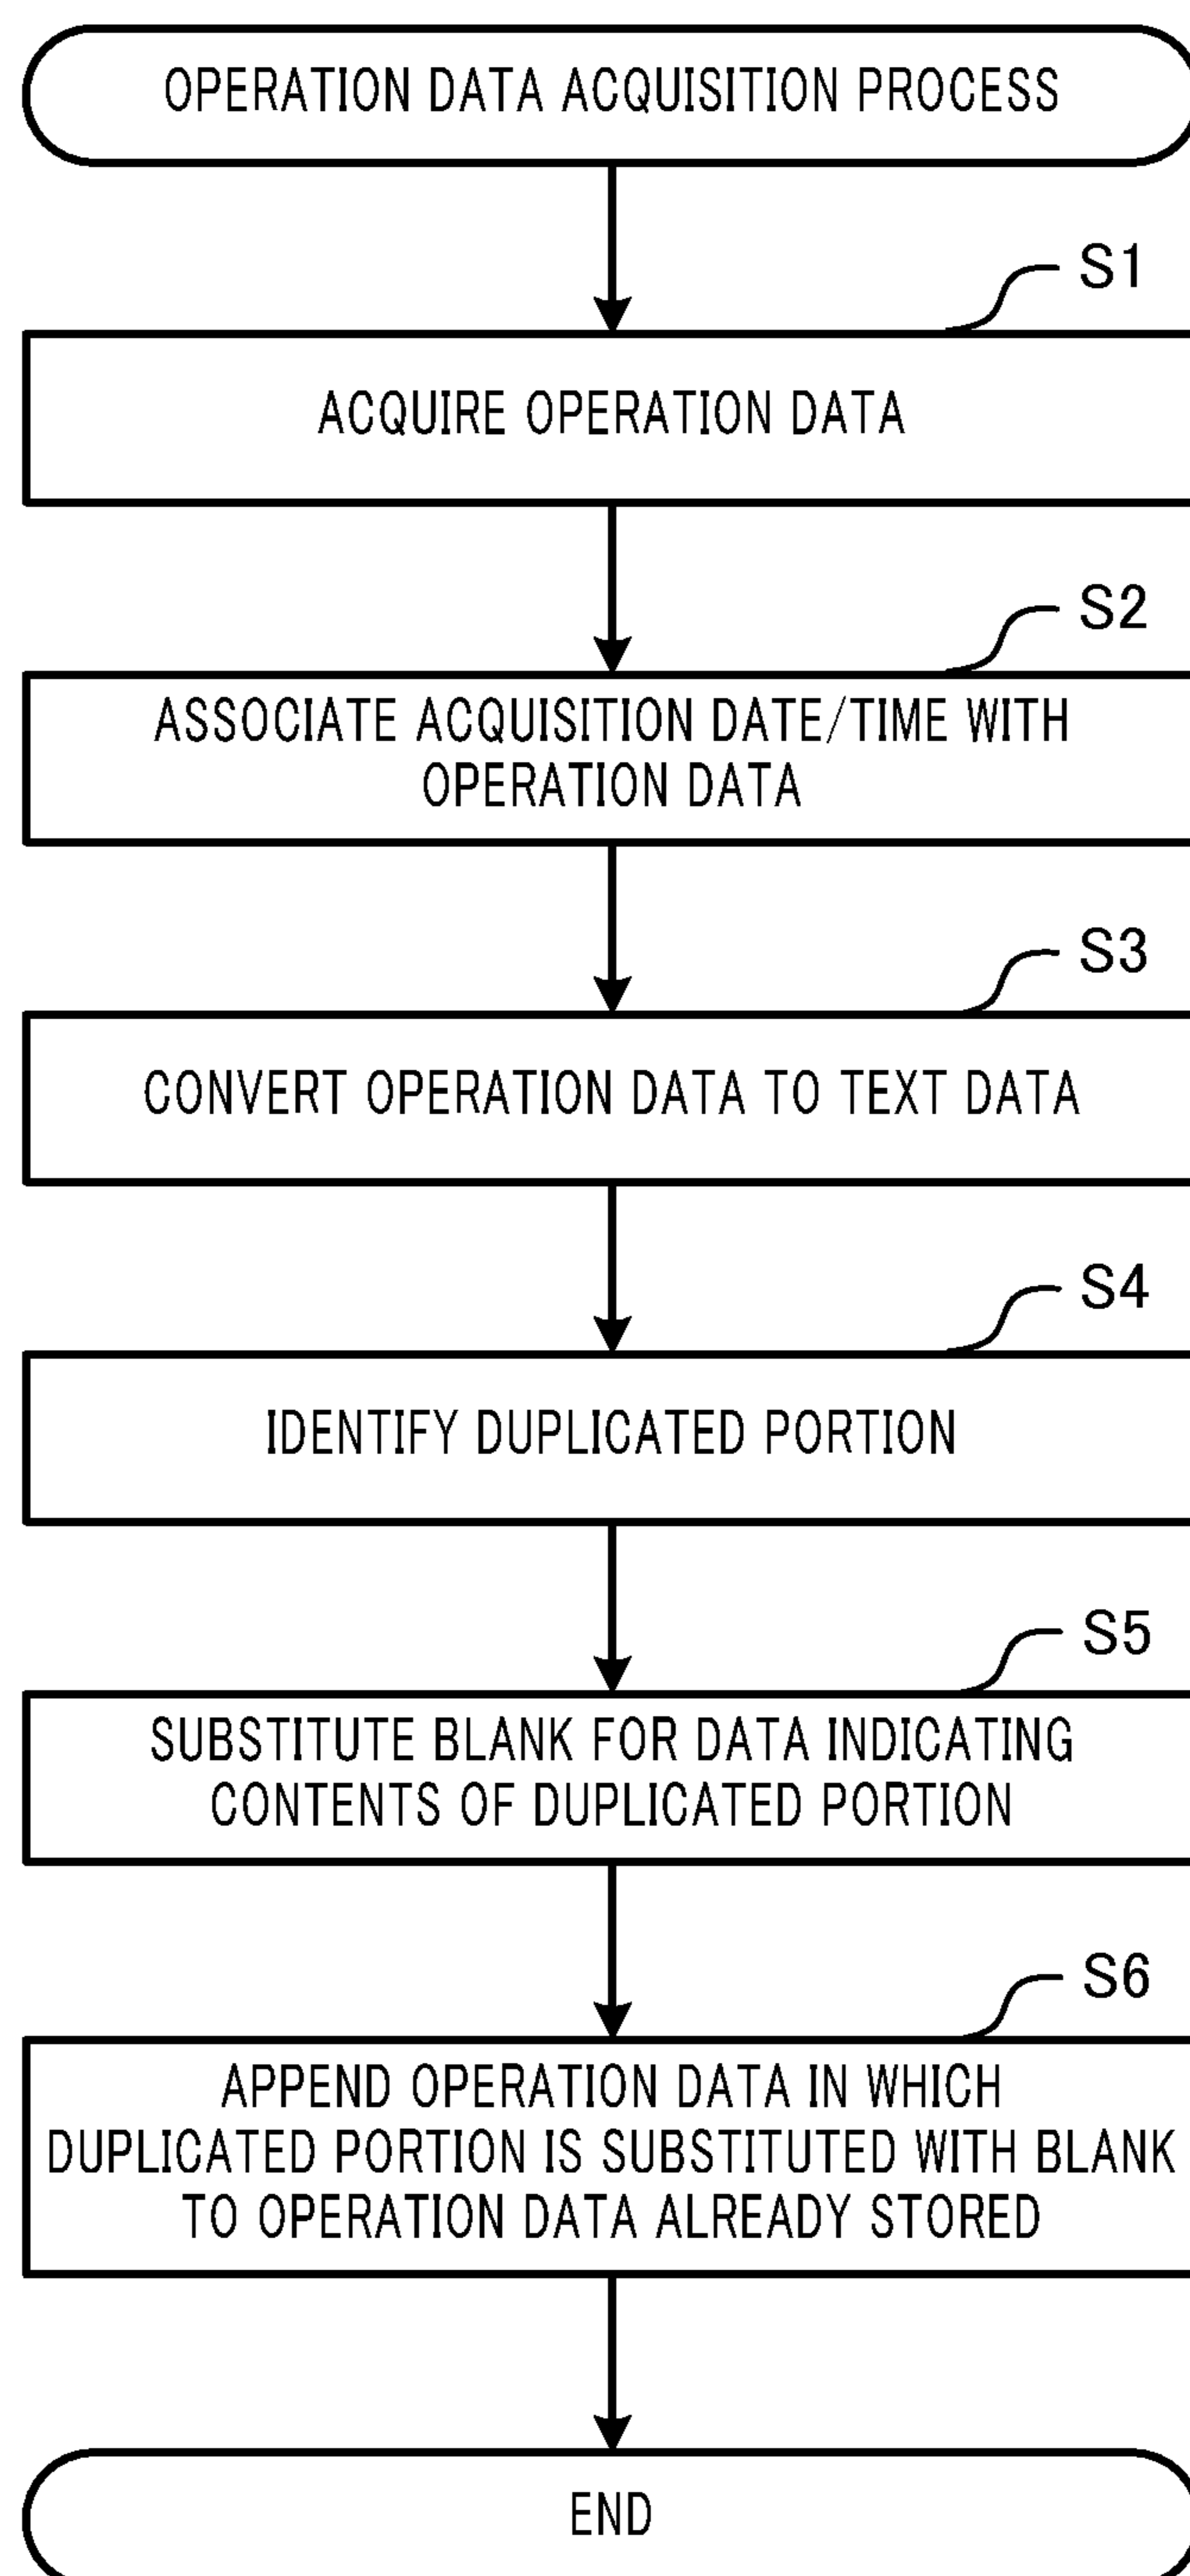 OPERATION DATA ACQUISITION PROCESS
S1
ACQUIRE OPERATION DATA
S2
ASSOCIATE ACQUISITION DATE/TIME WITH
OPERATION DATA
S3
CONVERT OPERATION DATA TO TEXT DATA
S4
IDENTIFY DUPLICATED PORTION
S5
SUBSTITUTE BLANK FOR DATA INDICATING
CONTENTS OF DUPLICATED PORTION
S6
APPEND OPERATION DATA IN WHICH
DUPLICATED PORTION IS SUBSTITUTED WITH BLANK
TO OPERATION DATA ALREADY STORED
END